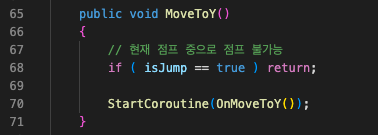 65 public void MoveToY()
66 {
67 // 현재 점프 중으로 점프 불가능
68 if ( isJump == true ) return;
69
70 StartCoroutine(OnMoveToY());
71 }